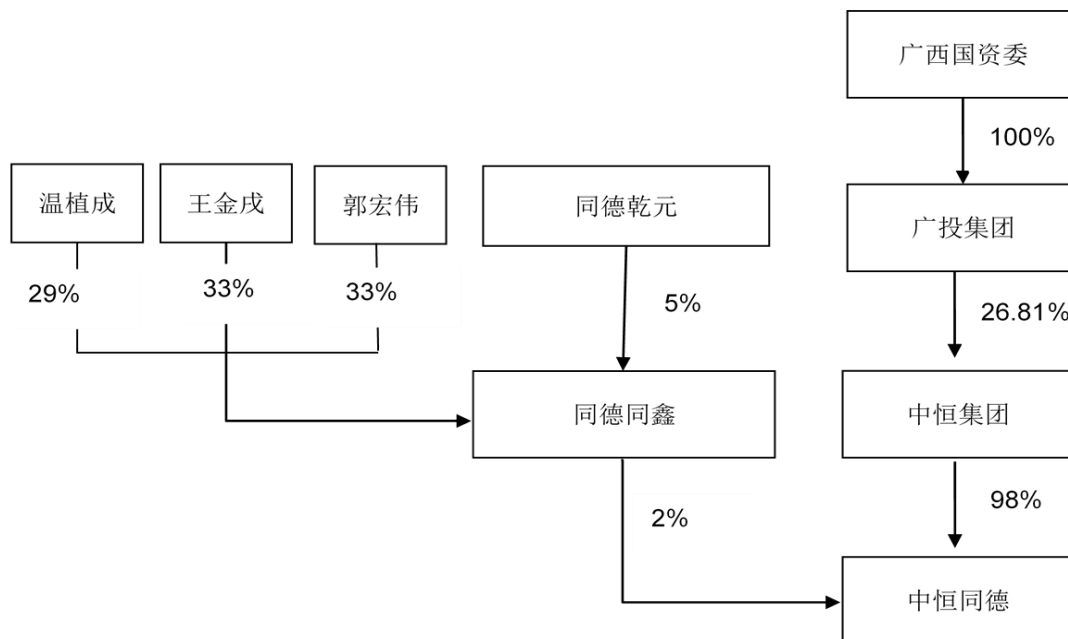 广西国资委
100%
温植成
王金戌
郭宏伟
同德乾元
广投集团
29%
33%
33%
5%
26.81%
同德同鑫
中恒集团
2%
98%
中恒同德